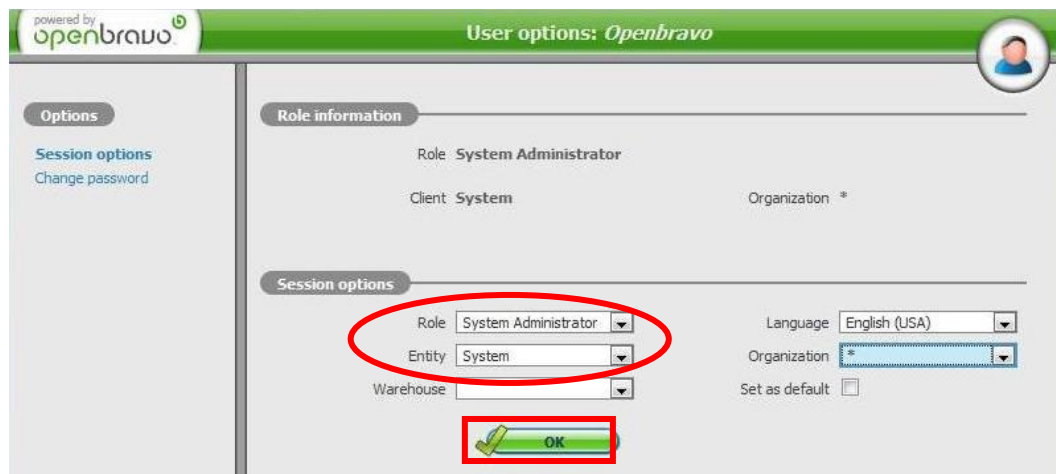 powered by
openbravo
User options: Openbravo
Options
Session options
Change password
Role information
Role System Administrator
Client System Organization *
Session options
Role System Administrator Language English (USA)
Entity System Organization *
Warehouse Set as default
OK